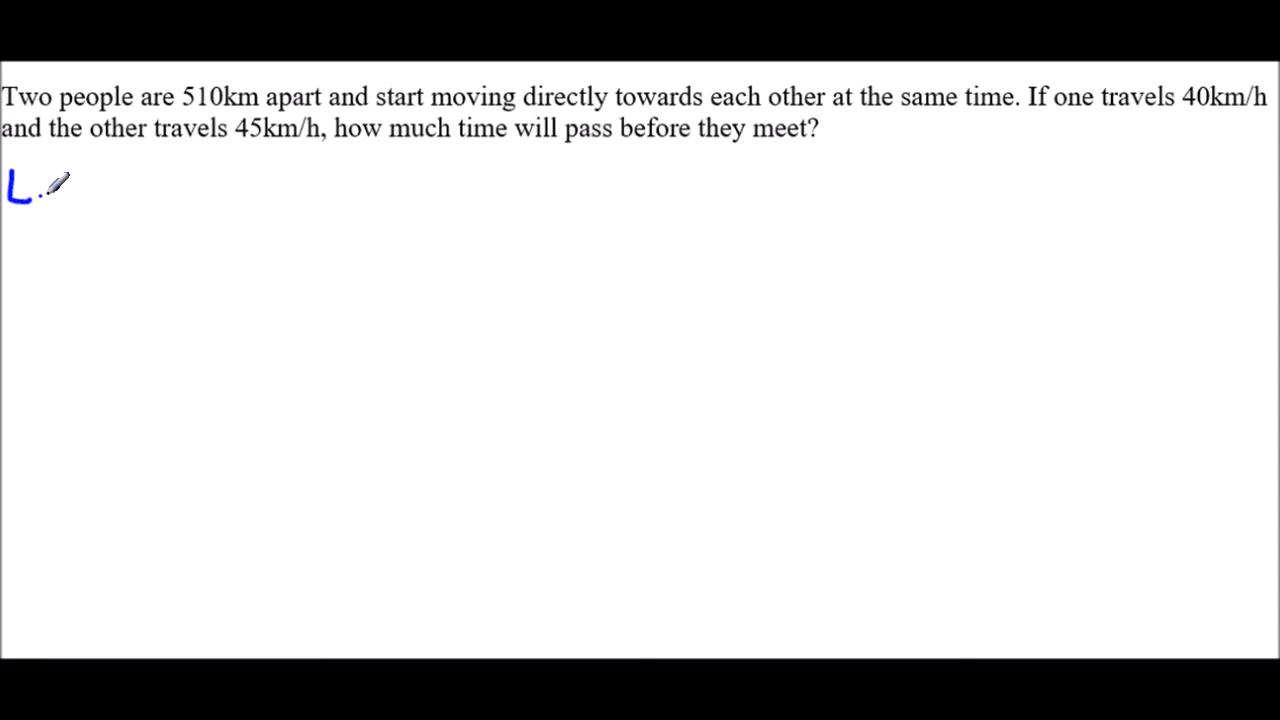 Two people are 510km apart and start moving directly towards each other at the same time. If one travels 40km/h
and the other travels 45km/h, how much time will pass before they meet?
L